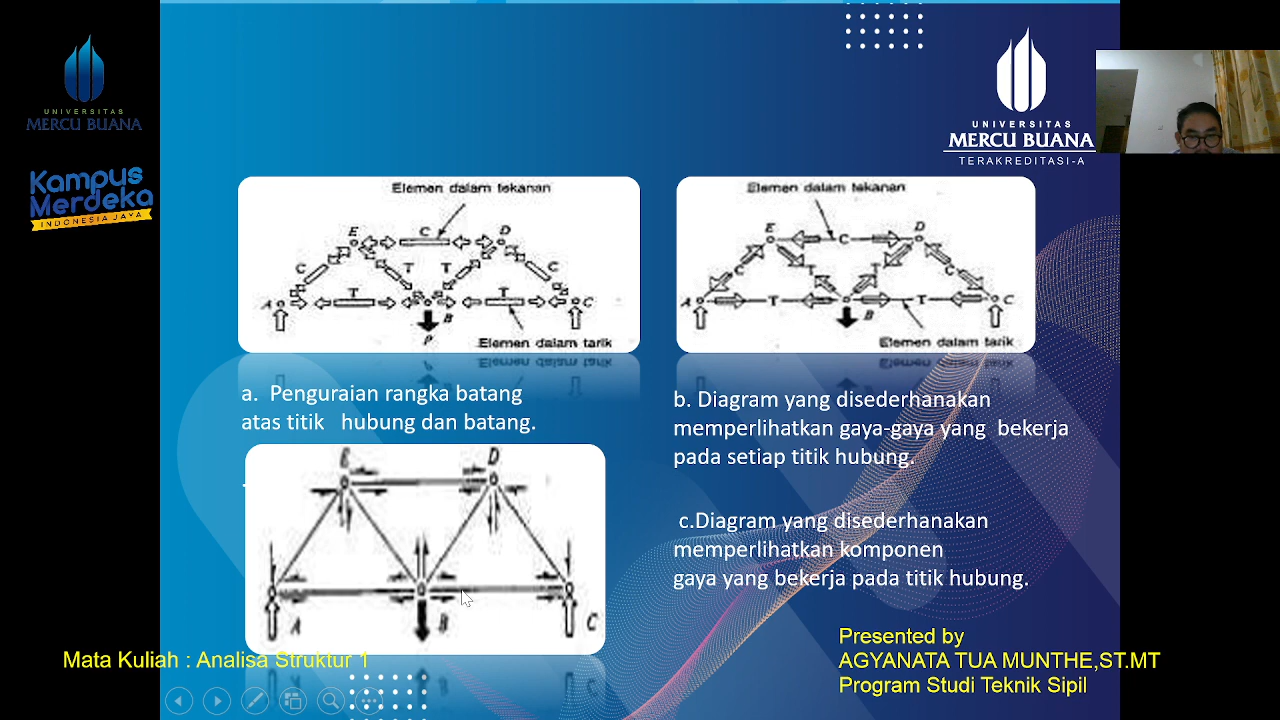 UNIVERSITAS
MERCU BUANA
Kampus
Merdeka
INDONESIA JAYA
UNIVERSITAS
MERCU BUANA
TERAKREDITASI-A
Elemen dalam tekanan
E
C
D
C
T
T
C
A
T
T
C
B
P
Elemen dalam tarik
Elemen dalam tekanan
E
C
D
C
T
T
C
A
T
T
C
B
Elemen dalam tarik
a. Penguraian rangka batang
atas titik hubung dan batang.
b. Diagram yang disederhanakan
memperlihatkan gaya-gaya yang bekerja
pada setiap titik hubung.
E
D
A
B
C
c.Diagram yang disederhanakan
memperlihatkan komponen
gaya yang bekerja pada titik hubung.
Mata Kuliah : Analisa Struktur 1
Presented by
AGYANATA TUA MUNTHE,ST.MT
Program Studi Teknik Sipil